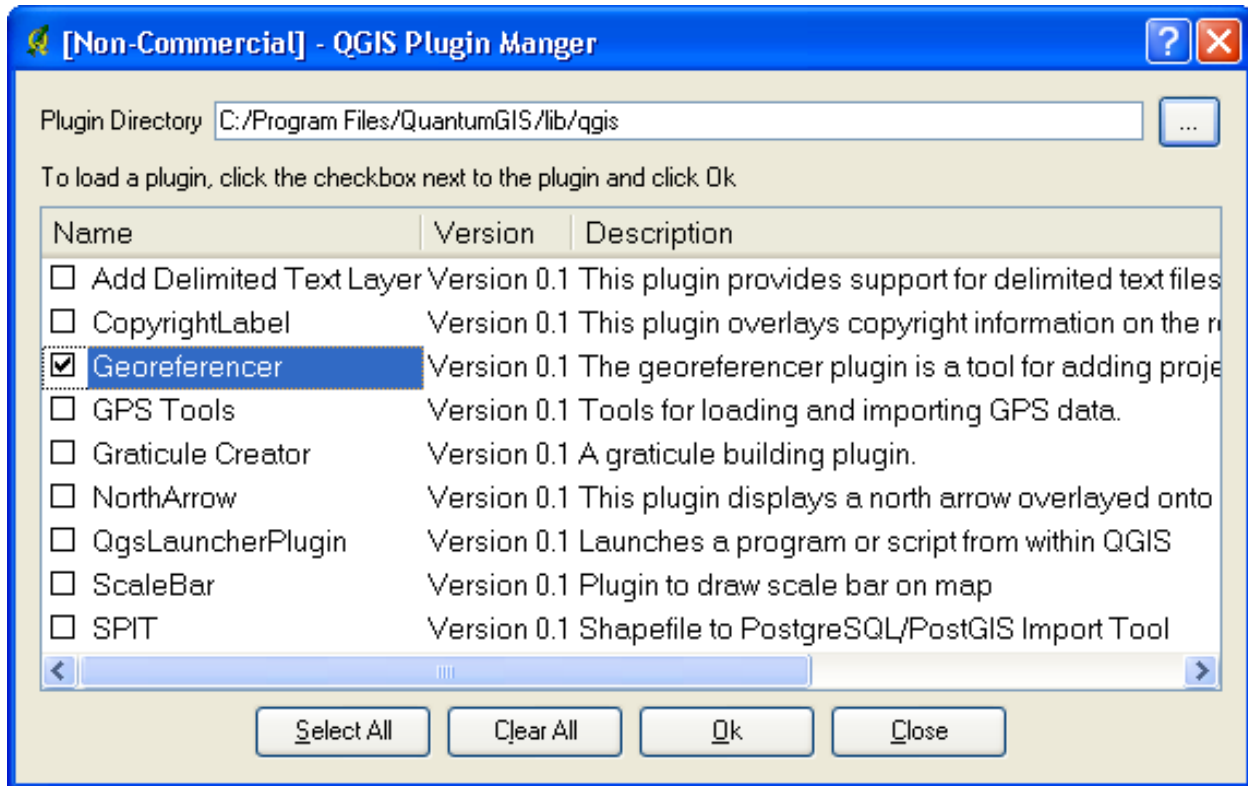 [Non-Commercial] - QGIS Plugin Manger
Plugin Directory C:/Program Files/QuantumGIS/lib/qgis ...
To load a plugin, click the checkbox next to the plugin and click Ok
Name Version Description
Add Delimited Text Layer Version 0.1 This plugin provides support for delimited text files
CopyrightLabel Version 0.1 This plugin overlays copyright information on the
Georeferencer Version 0.1 The georeferencer plugin is a tool for adding proje
GPS Tools Version 0.1 Tools for loading and importing GPS data.
Graticule Creator Version 0.1 A graticule building plugin.
NorthArrow Version 0.1 This plugin displays a north arrow overlayed onto
QgsLauncherPlugin Version 0.1 Launches a program or script from within QGIS
ScaleBar Version 0.1 Plugin to draw scale bar on map
SPIT Version 0.1 Shapefile to PostgreSQL/PostGIS Import Tool
Select All Clear All Ok Close